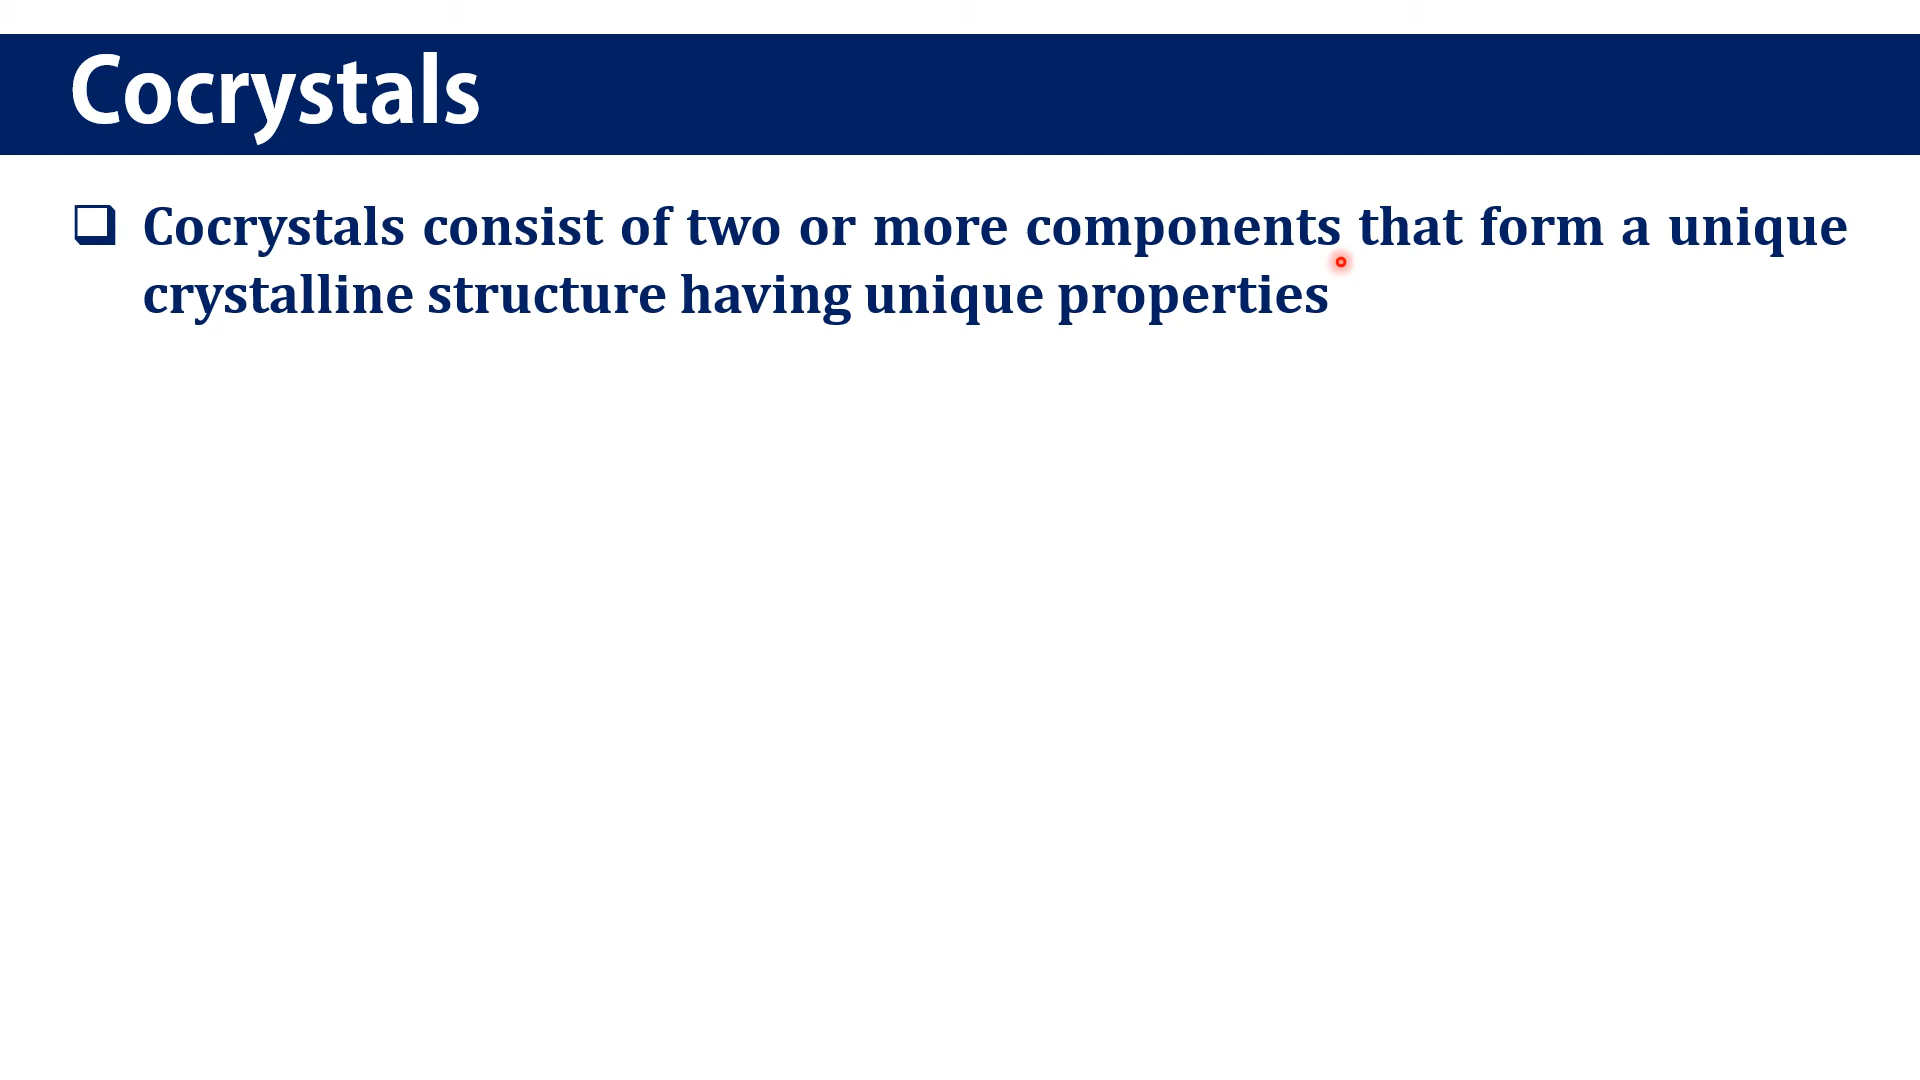 Cocrystals
❑ Cocrystals consist of two or more components that form a unique
crystalline structure having unique properties